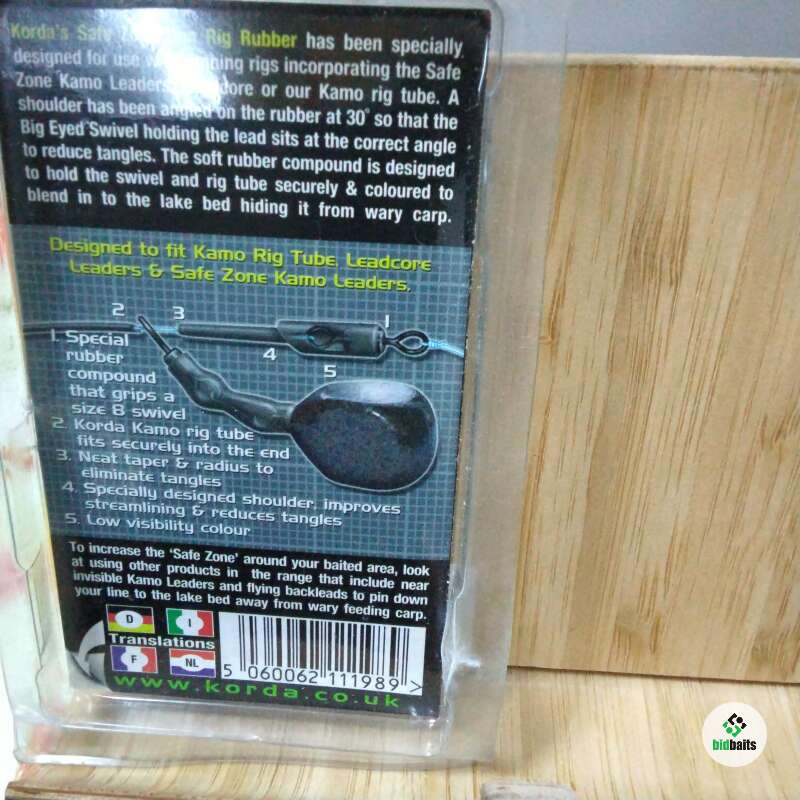 Korda's Safe Rig Rubber has been specially
designed for use rigs incorporating the Safe
Zone Kamo Leaders, or our Kamo rig tube. A
shoulder has been angled on the rubber at 30° so that the
Big Eyed Swivel holding the lead sits at the correct angle
to reduce tangles. The soft rubber compound is designed
to hold the swivel and rig tube securely & coloured to
blend in to the lake bed hiding it from wary carp.
Designed to fit Kamo Rig Tube, Leadcore
Leaders & Safe Zone Kamo Leaders.
2 3 1
4
5
1. Special
rubber
compound
that grips a
size 8 swivel
2. Korda Kamo rig tube
fits securely into the end
3. Neat taper & radius to
eliminate tangles
4. Specially designed shoulder, improves
streamlining & reduces tangles
5. Low visibility colour
To increase the 'Safe Zone' around your baited area, look
at using other products in the range that include near
invisible Kamo Leaders and flying backleads to pin down
your line to the lake bed away from wary feeding carp.
D I
Translations
F NL
5 060062 111989 >
www.korda.co.uk
bidbaits